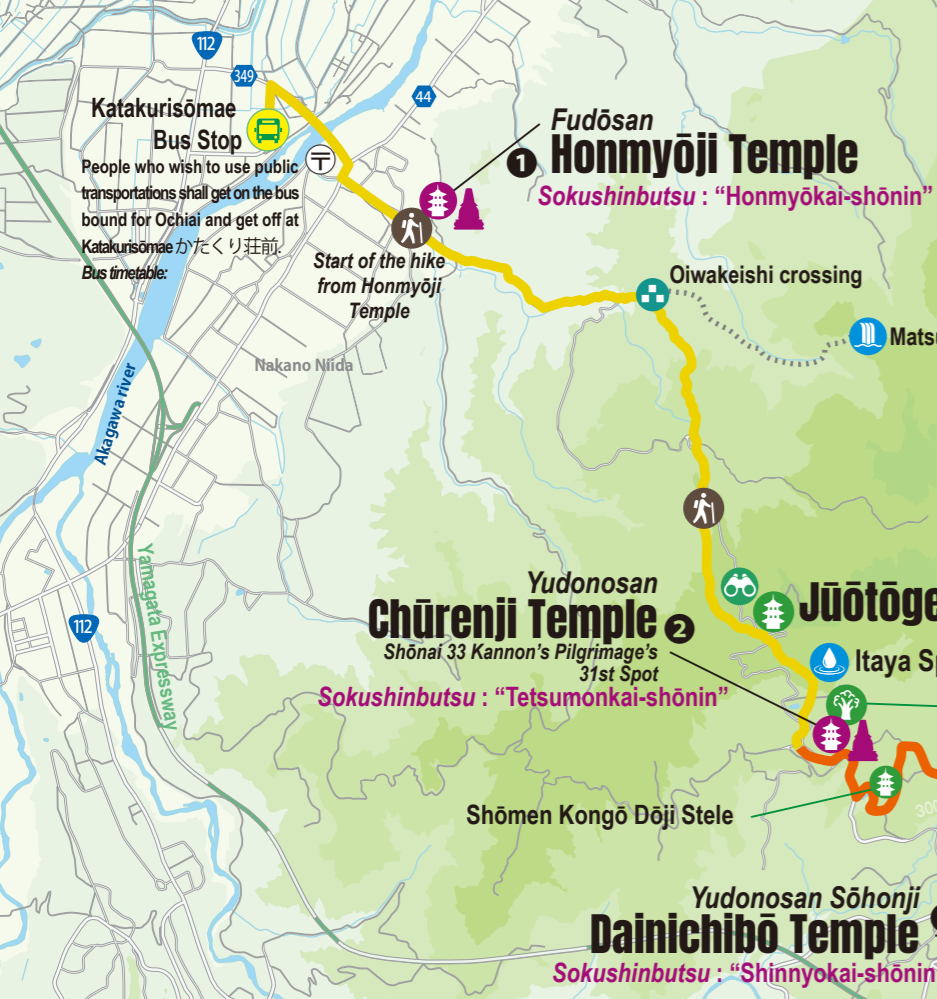 112
349
44
Katakurisōmae
Bus Stop
People who wish to use public
transportations shall get on the bus
bound for Ochiai and get off at
Katakurisōmae かたくり荘前.
Bus timetable:
〒
Fudōsan
❶ Honmyōji Temple
Sokushinbutsu : “Honmyōkai-shōnin”
Start of the hike
from Honmyōji
Temple
Oiwakeishi crossing
Nakano Niida
Akagawa river
Yamagata Expressway
112
Yudonosan
Chūrenji Temple ❷
Shōnai 33 Kannon’s Pilgrimage’s
31st Spot
Sokushinbutsu : “Tetsumonkai-shōnin”
Jūōtōge
Itaya
Shōmen Kongō Dōji Stele
300
Yudonosan Sōhonji
Dainichibō Temple
Sokushinbutsu : “Shinnyokai-shōnin